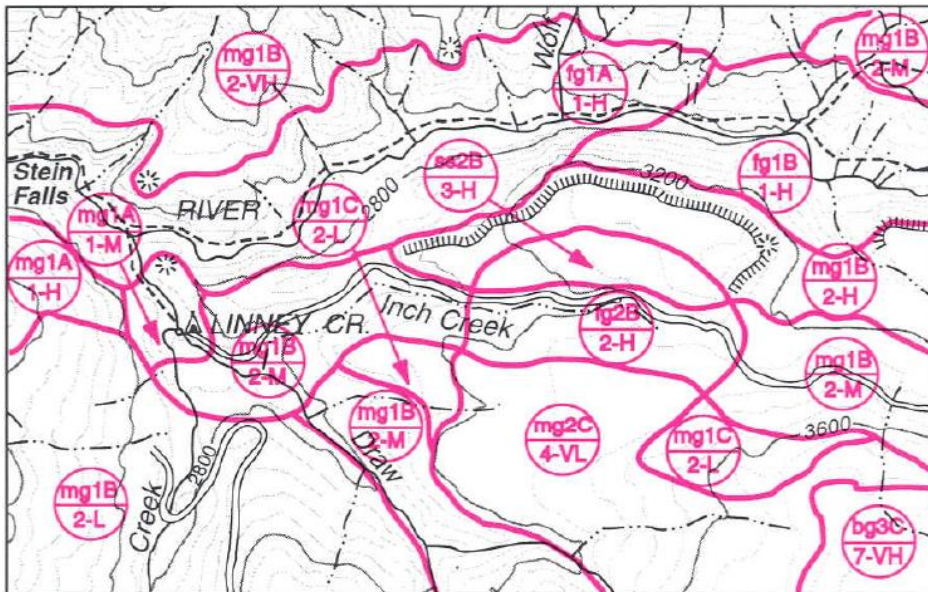 mg1B
2-VH
Wolf
fg1A
1-H
mg1B
2-M
Stein
Falls
RIVER
mg1A
1-M
mg1C
2-L
2800
ss2B
3-H
3200
fg1B
1-H
mg1A
1-H
mg1B
2-H
LINNEY CR.
Inch Creek
fg2B
2-H
mg1B
2-M
mg1B
2-M
mg1B
2-M
Draw
mg2C
4-VL
mg1C
2-L
3600
mg1B
2-L
Creek
2800
bg3C
7-VH